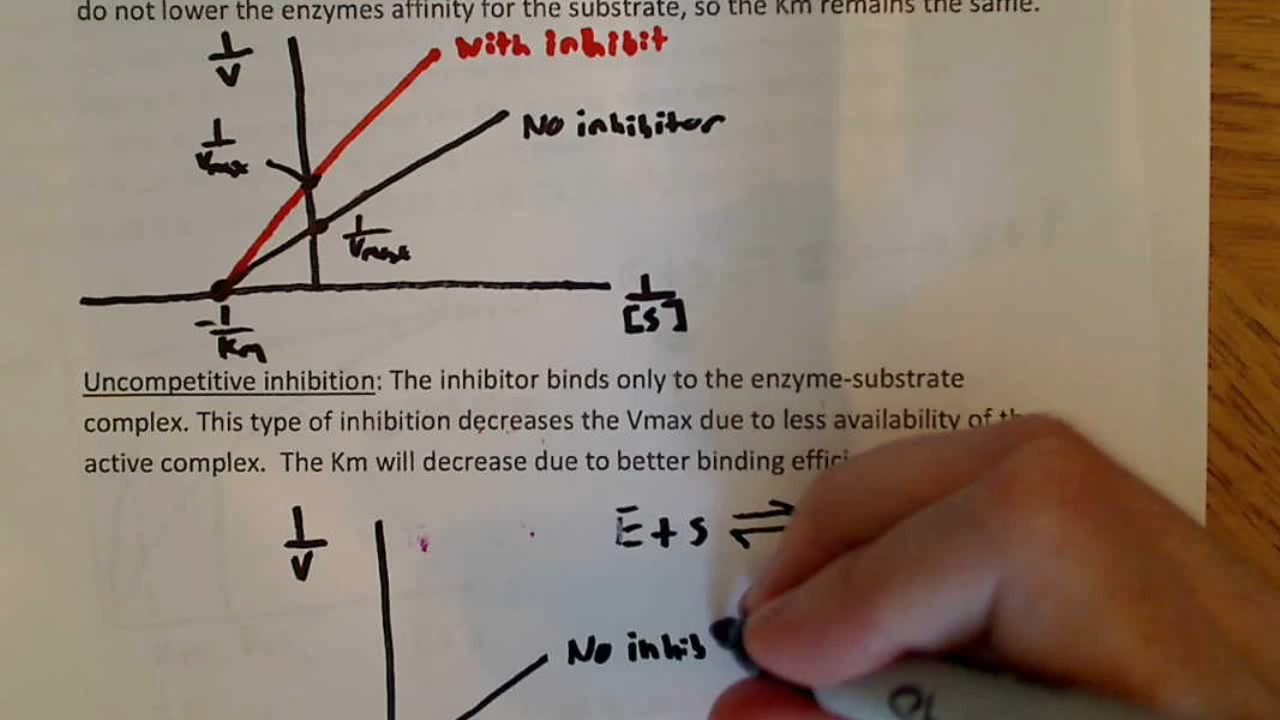 do not lower the enzymes affinity for the substrate, so the Km remains the same.
1/V
With inhibit
1/Vmax
No inhibitor
1/Vmax
1/[S]
-1/Km
Uncompetitive inhibition: The inhibitor binds only to the enzyme-substrate
complex. This type of inhibition decreases the Vmax due to less availability of
active complex. The Km will decrease due to better binding
E+S ⇌
1/V
No inhib